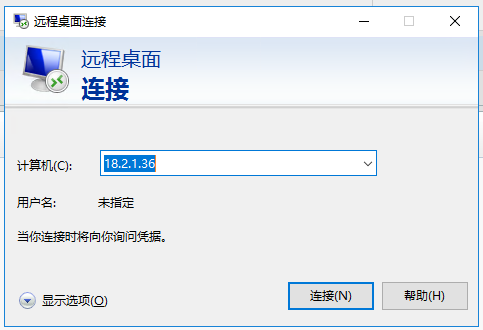 远程桌面连接
远程桌面
连接
计算机(C): 18.2.1.36
用户名: 未指定
当你连接时将向你询问凭据。
显示选项(O) 连接(N) 帮助(H)